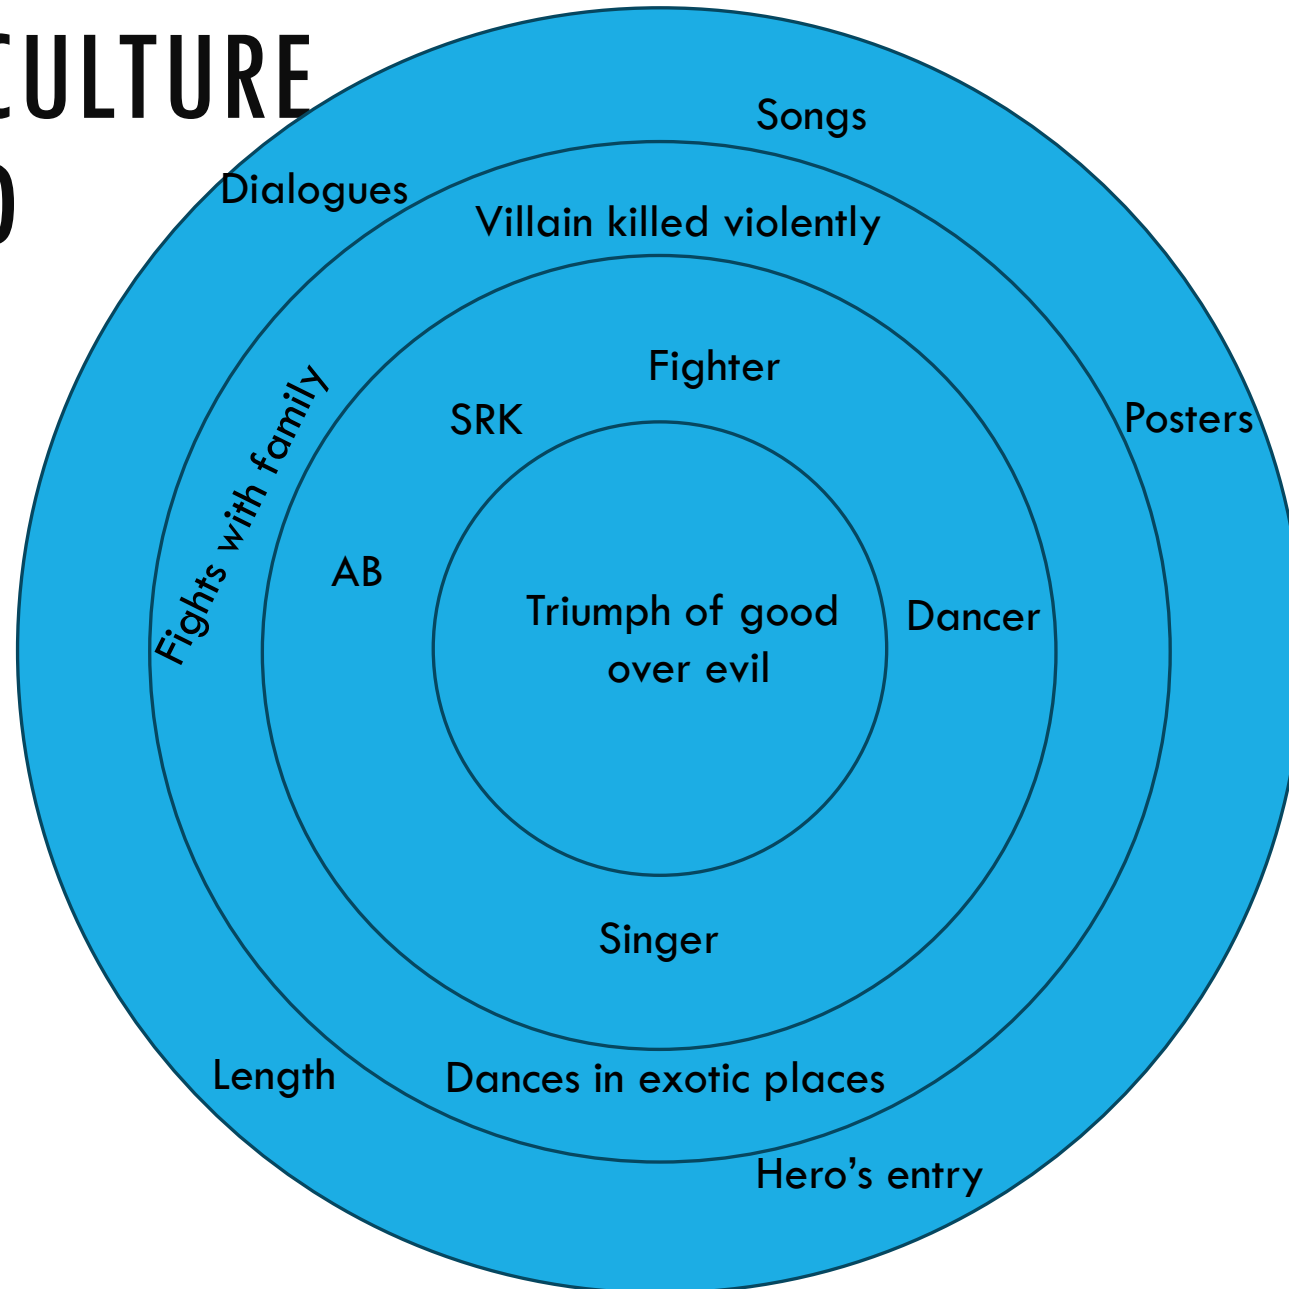 CULTURE
Songs
Dialogues
Villain killed violently
Fighter
SRK
Posters
Fights with family
AB
Triumph of good
over evil
Dancer
Singer
Length
Dances in exotic places
Hero’s entry